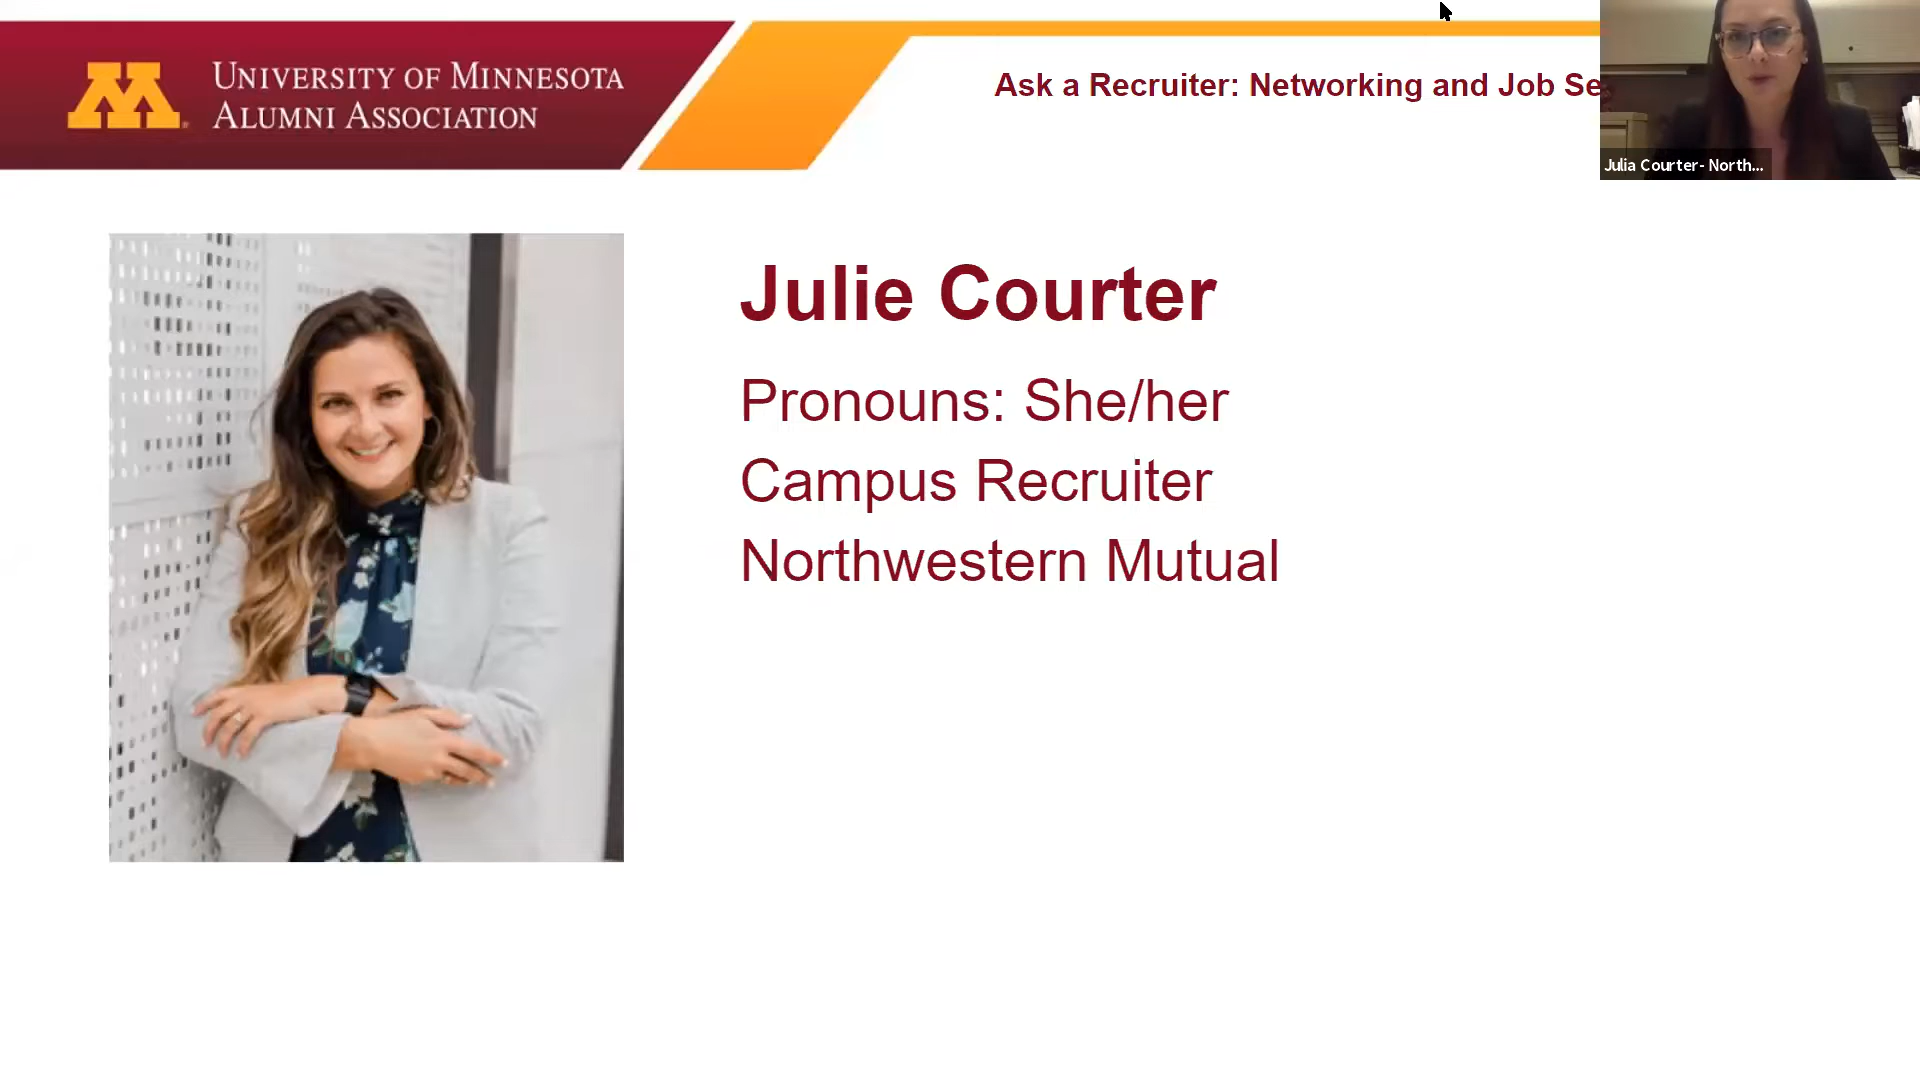 UNIVERSITY OF MINNESOTA
ALUMNI ASSOCIATION
Ask a Recruiter: Networking and Job Se
Julia Courter- North...
Julie Courter
Pronouns: She/her
Campus Recruiter
Northwestern Mutual